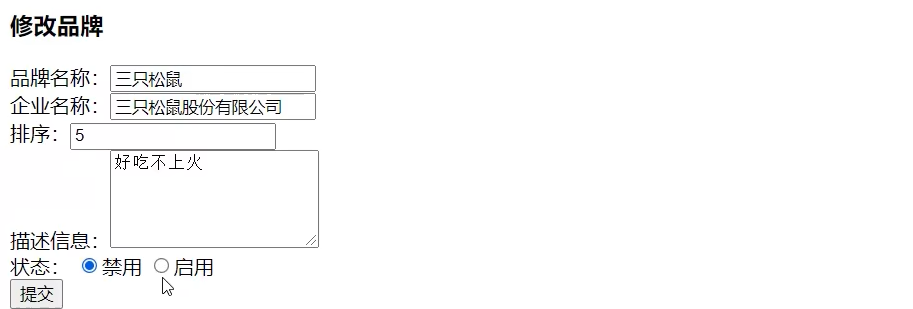 修改品牌
品牌名称：三只松鼠
企业名称：三只松鼠股份有限公司
排序：5
好吃不上火
描述信息：
状态： 禁用 启用
提交